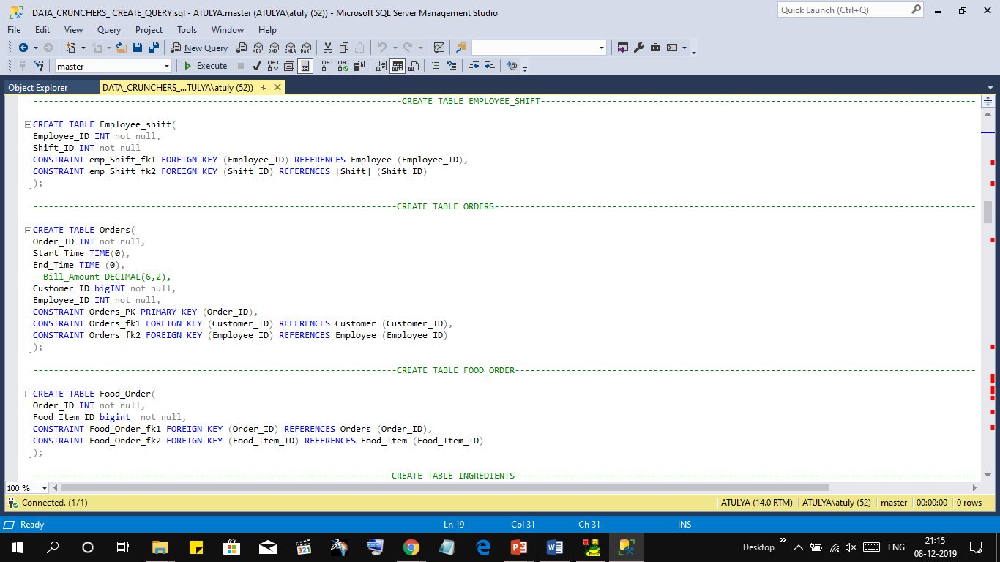 DATA_CRUNCHERS_ CREATE_QUERY.sql - ATULYA.master (ATULYA\atuly (52)) - Microsoft SQL Server Management Studio
Quick Launch (Ctrl+Q)
File Edit View Query Project Tools Window Help
New Query MDX DMX XMLA DAX
master Execute
Object Explorer DATA_CRUNCHERS_...TULYA\atuly (52))
------------------------------------------------------------------------CREATE TABLE EMPLOYEE_SHIFT-------------------------------------------------------------------------------------
CREATE TABLE Employee_shift(
Employee_ID INT not null,
Shift_ID INT not null
CONSTRAINT emp_Shift_fk1 FOREIGN KEY (Employee_ID) REFERENCES Employee (Employee_ID),
CONSTRAINT emp_Shift_fk2 FOREIGN KEY (Shift_ID) REFERENCES [Shift] (Shift_ID)
);
-----------------------------------------------------------------------CREATE TABLE ORDERS----------------------------------------------------------------------------------------------
CREATE TABLE Orders(
Order_ID INT not null,
Start_Time TIME(0),
End_Time TIME (0),
--Bill_Amount DECIMAL(6,2),
Customer_ID bigINT not null,
Employee_ID INT not null,
CONSTRAINT Orders_PK PRIMARY KEY (Order_ID),
CONSTRAINT Orders_fk1 FOREIGN KEY (Customer_ID) REFERENCES Customer (Customer_ID),
CONSTRAINT Orders_fk2 FOREIGN KEY (Employee_ID) REFERENCES Employee (Employee_ID)
);
-----------------------------------------------------------------------CREATE TABLE FOOD_ORDER------------------------------------------------------------------------------------------
CREATE TABLE Food_Order(
Order_ID INT not null,
Food_Item_ID bigint  not null,
CONSTRAINT Food_Order_fk1 FOREIGN KEY (Order_ID) REFERENCES Orders (Order_ID),
CONSTRAINT Food_Order_fk2 FOREIGN KEY (Food_Item_ID) REFERENCES Food_Item (Food_Item_ID)
);
----------------------------------------------------------------------CREATE TABLE INGREDIENTS------------------------------------------------------------------------------------------
100 %
Connected. (1/1) ATULYA (14.0 RTM) ATULYA\atuly (52) master 00:00:00 0 rows
Ready Ln 19 Col 31 Ch 31 INS
321 Desktop ENG 21:15
08-12-2019